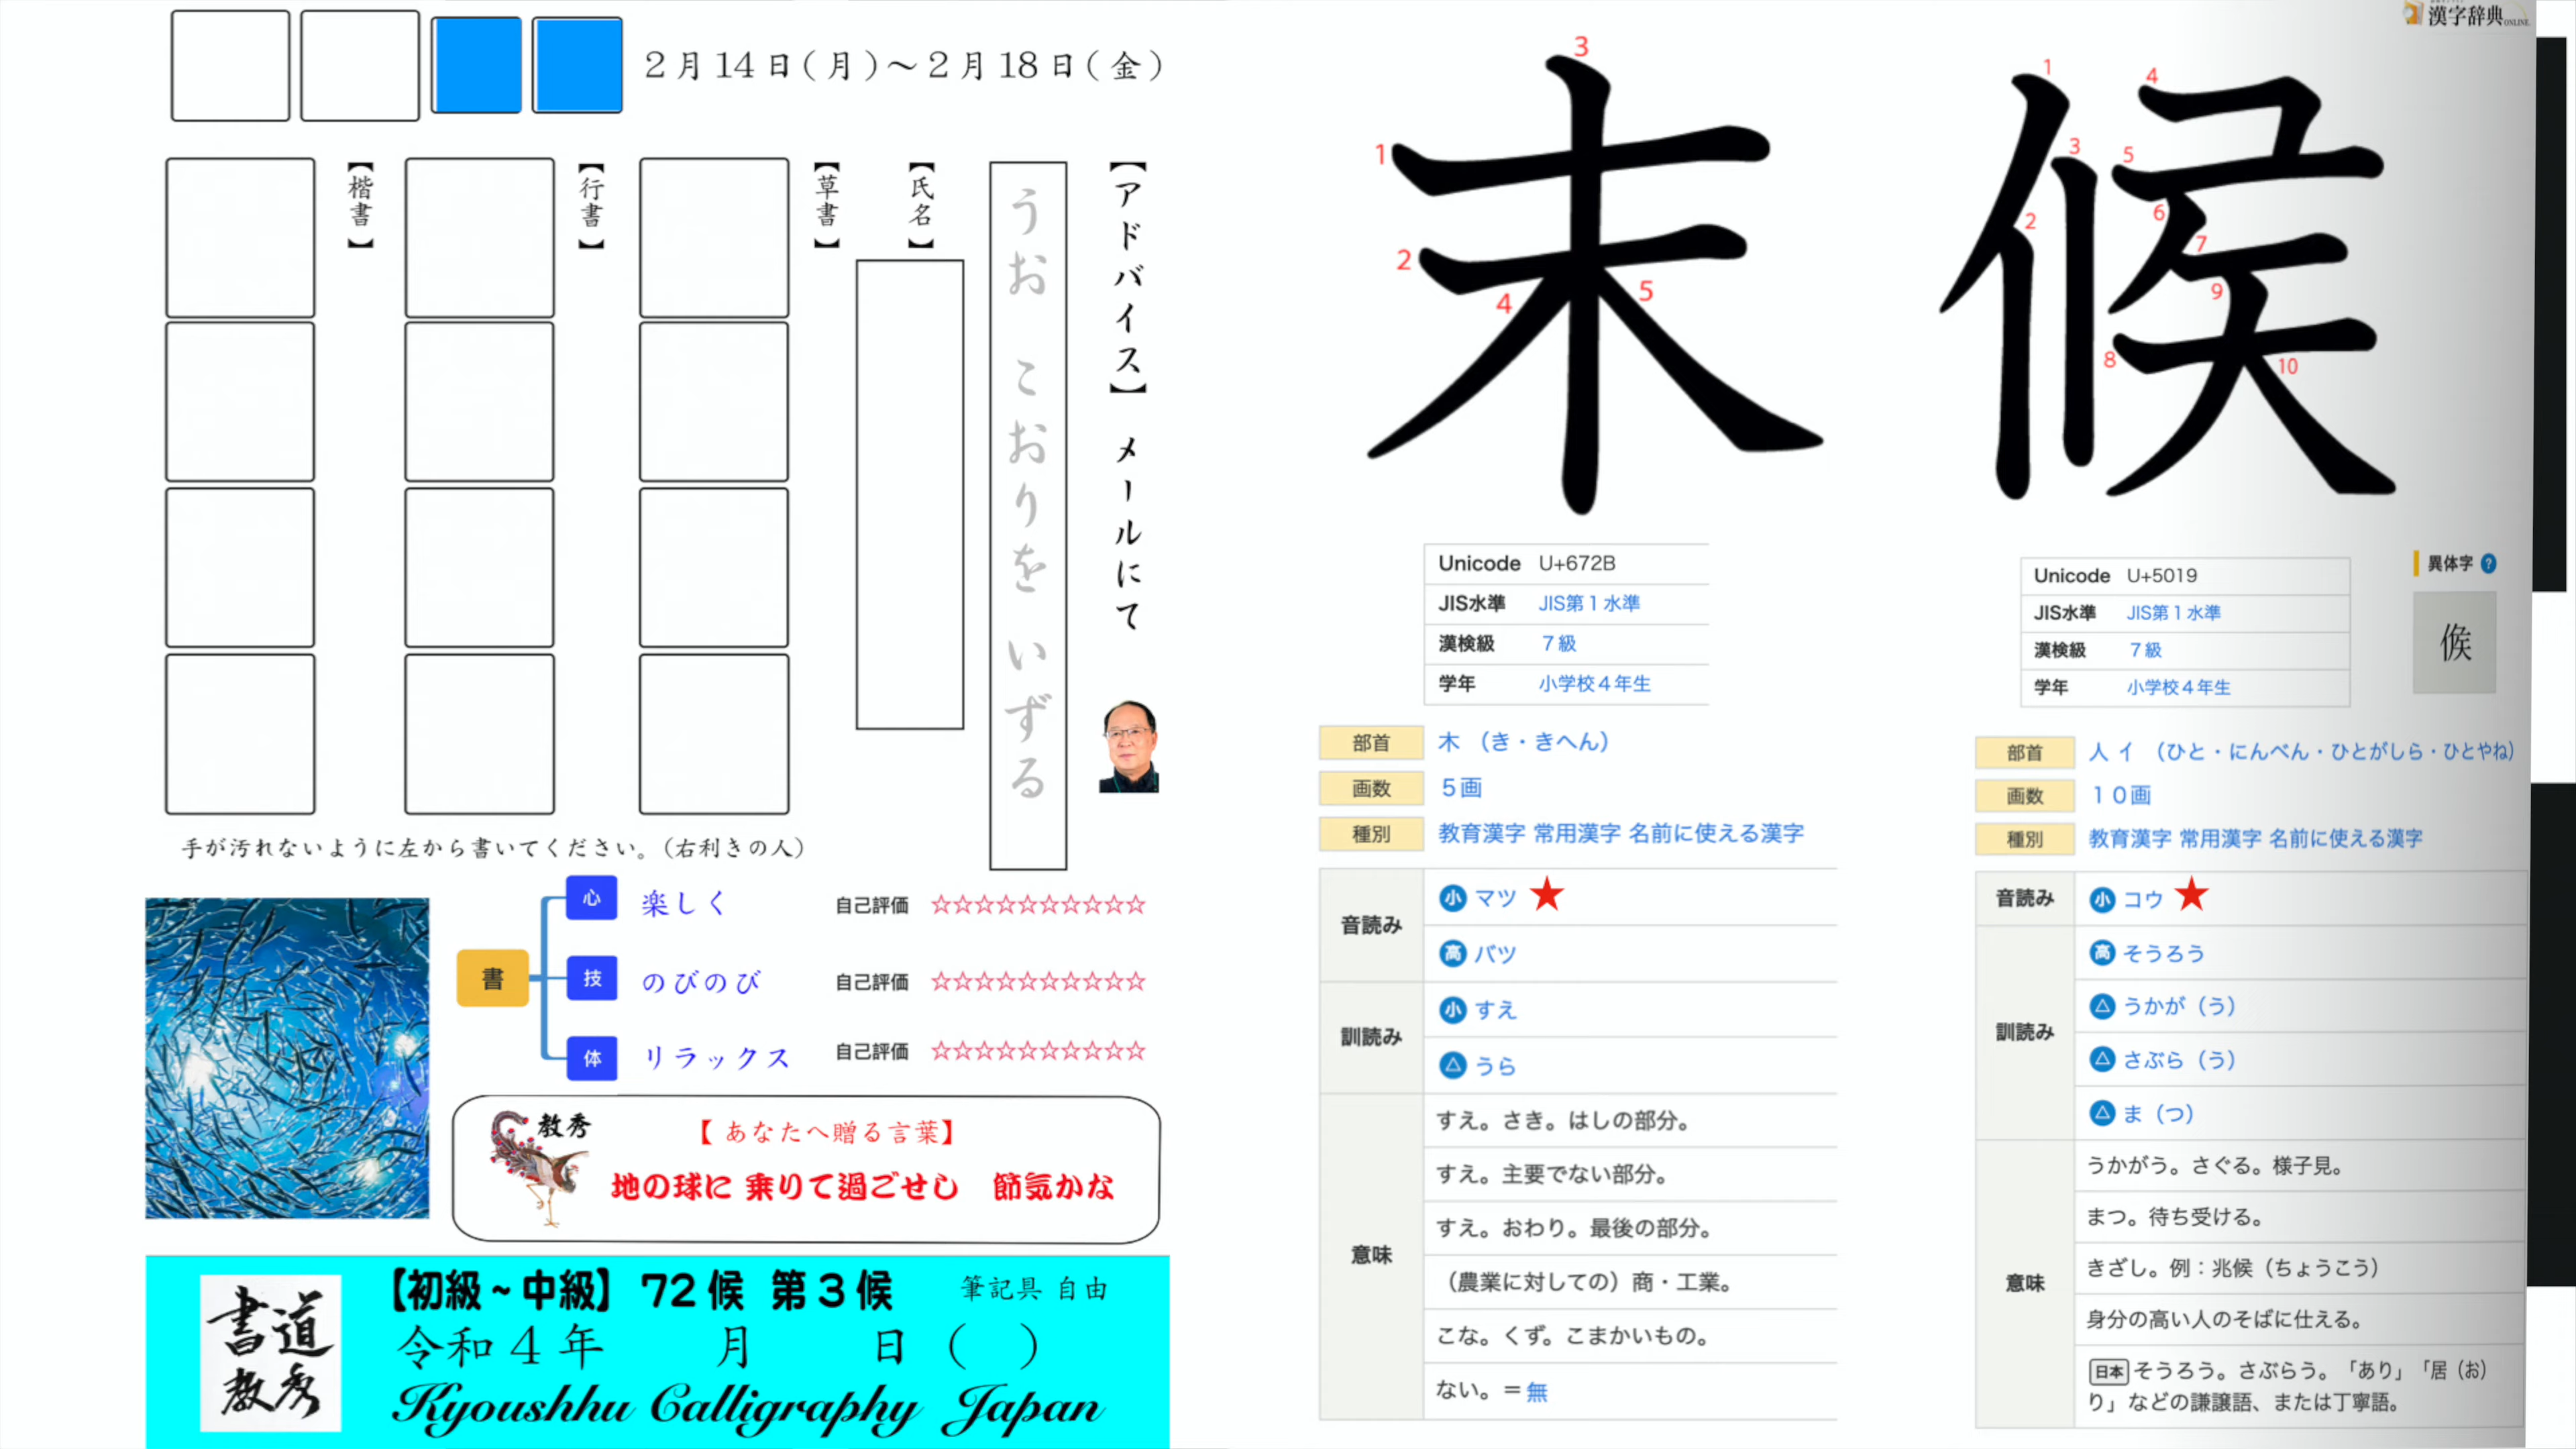 2月14日(月)～2月18日(金)
【アドバイス】 メールにて
うお こおりを いずる
【氏名】
【草書】
【行書】
【楷書】
手が汚れないように左から書いてください。(右利きの人)
書
心 楽しく 自己評価 ☆☆☆☆☆☆☆☆☆☆
技 のびのび 自己評価 ☆☆☆☆☆☆☆☆☆☆
体 リラックス 自己評価 ☆☆☆☆☆☆☆☆☆☆
教秀 【あなたへ贈る言葉】
地の球に 乗りて過ごせし 節気かな
書道
教秀
【初級~中級】 72候 第3候 筆記具 自由
令和4年 月 日( )
Kyoushhu Calligraphy Japan
末
3
1
2
4
5
Unicode U+672B
JIS水準 JIS第1水準
漢検級 7級
学年 小学校4年生
部首 木 (き・きへん)
画数 5画
種別 教育漢字 常用漢字 名前に使える漢字
音読み
小 マツ ★
高 バツ
訓読み
小 すえ
△ うら
意味
すえ。さき。はしの部分。
すえ。主要でない部分。
すえ。おわり。最後の部分。
(農業に対しての)商・工業。
こな。くず。こまかいもの。
ない。=無
漢字辞典ONLINE
候
1
4
3
5
2
6
7
9
8
10
Unicode U+5019
JIS水準 JIS第1水準
漢検級 7級
学年 小学校4年生
異体字 ?
部首 人 イ (ひと・にんべん・ひとがしら・ひとやね)
画数 10画
種別 教育漢字 常用漢字 名前に使える漢字
音読み
小 コウ ★
訓読み
高 そうろう
△ うかが(う)
△ さぶら(う)
△ ま(つ)
意味
うかがう。さぐる。様子見。
まつ。待ち受ける。
きざし。例:兆候(ちょうこう)
身分の高い人のそばに仕える。
日本 そうろう。さぶらう。「あり」「居(お)
り」などの謙譲語、または丁寧語。